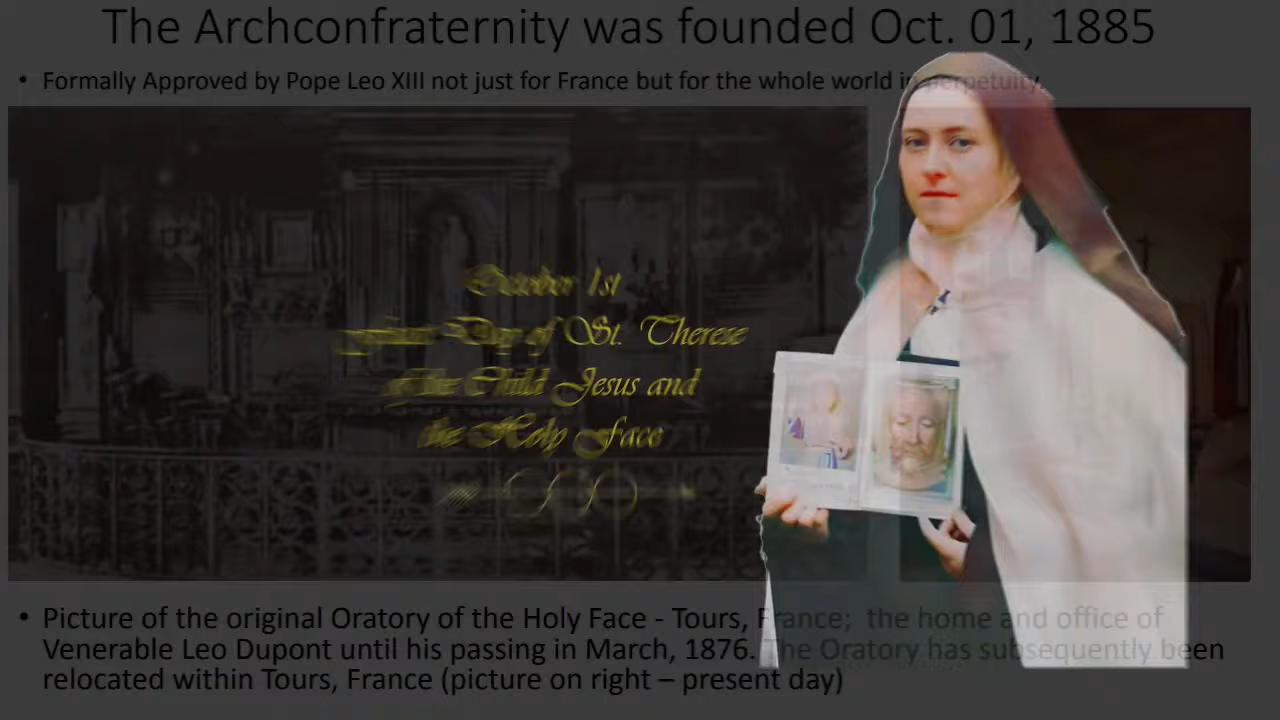 The Archconfraternity was founded Oct. 01, 1885
• Formally Approved by Pope Leo XIII not just for France but for the whole world in perpetuity.
October 1st
Day of St. Therese
of the Child Jesus and
the Holy Face
• Picture of the original Oratory of the Holy Face - Tours, France; the home and office of
Venerable Leo Dupont until his passing in March, 1876. The Oratory has subsequently been
relocated within Tours, France (picture on right – present day)